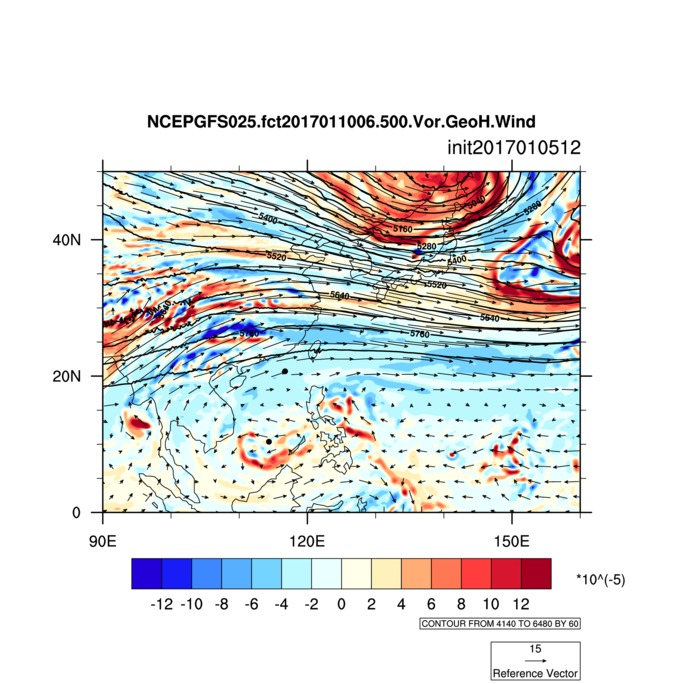 NCEPGFS025.fct2017011006.500.Vor.GeoH.Wind
init2017010512
5400
5160
5280
5280
5400
5520
5520
5640
5640
5760
40N
20N
0
90E 120E 150E
-12 -10 -8 -6 -4 -2 0 2 4 6 8 10 12
*10^(-5)
CONTOUR FROM 4140 TO 6480 BY 60
15
Reference Vector